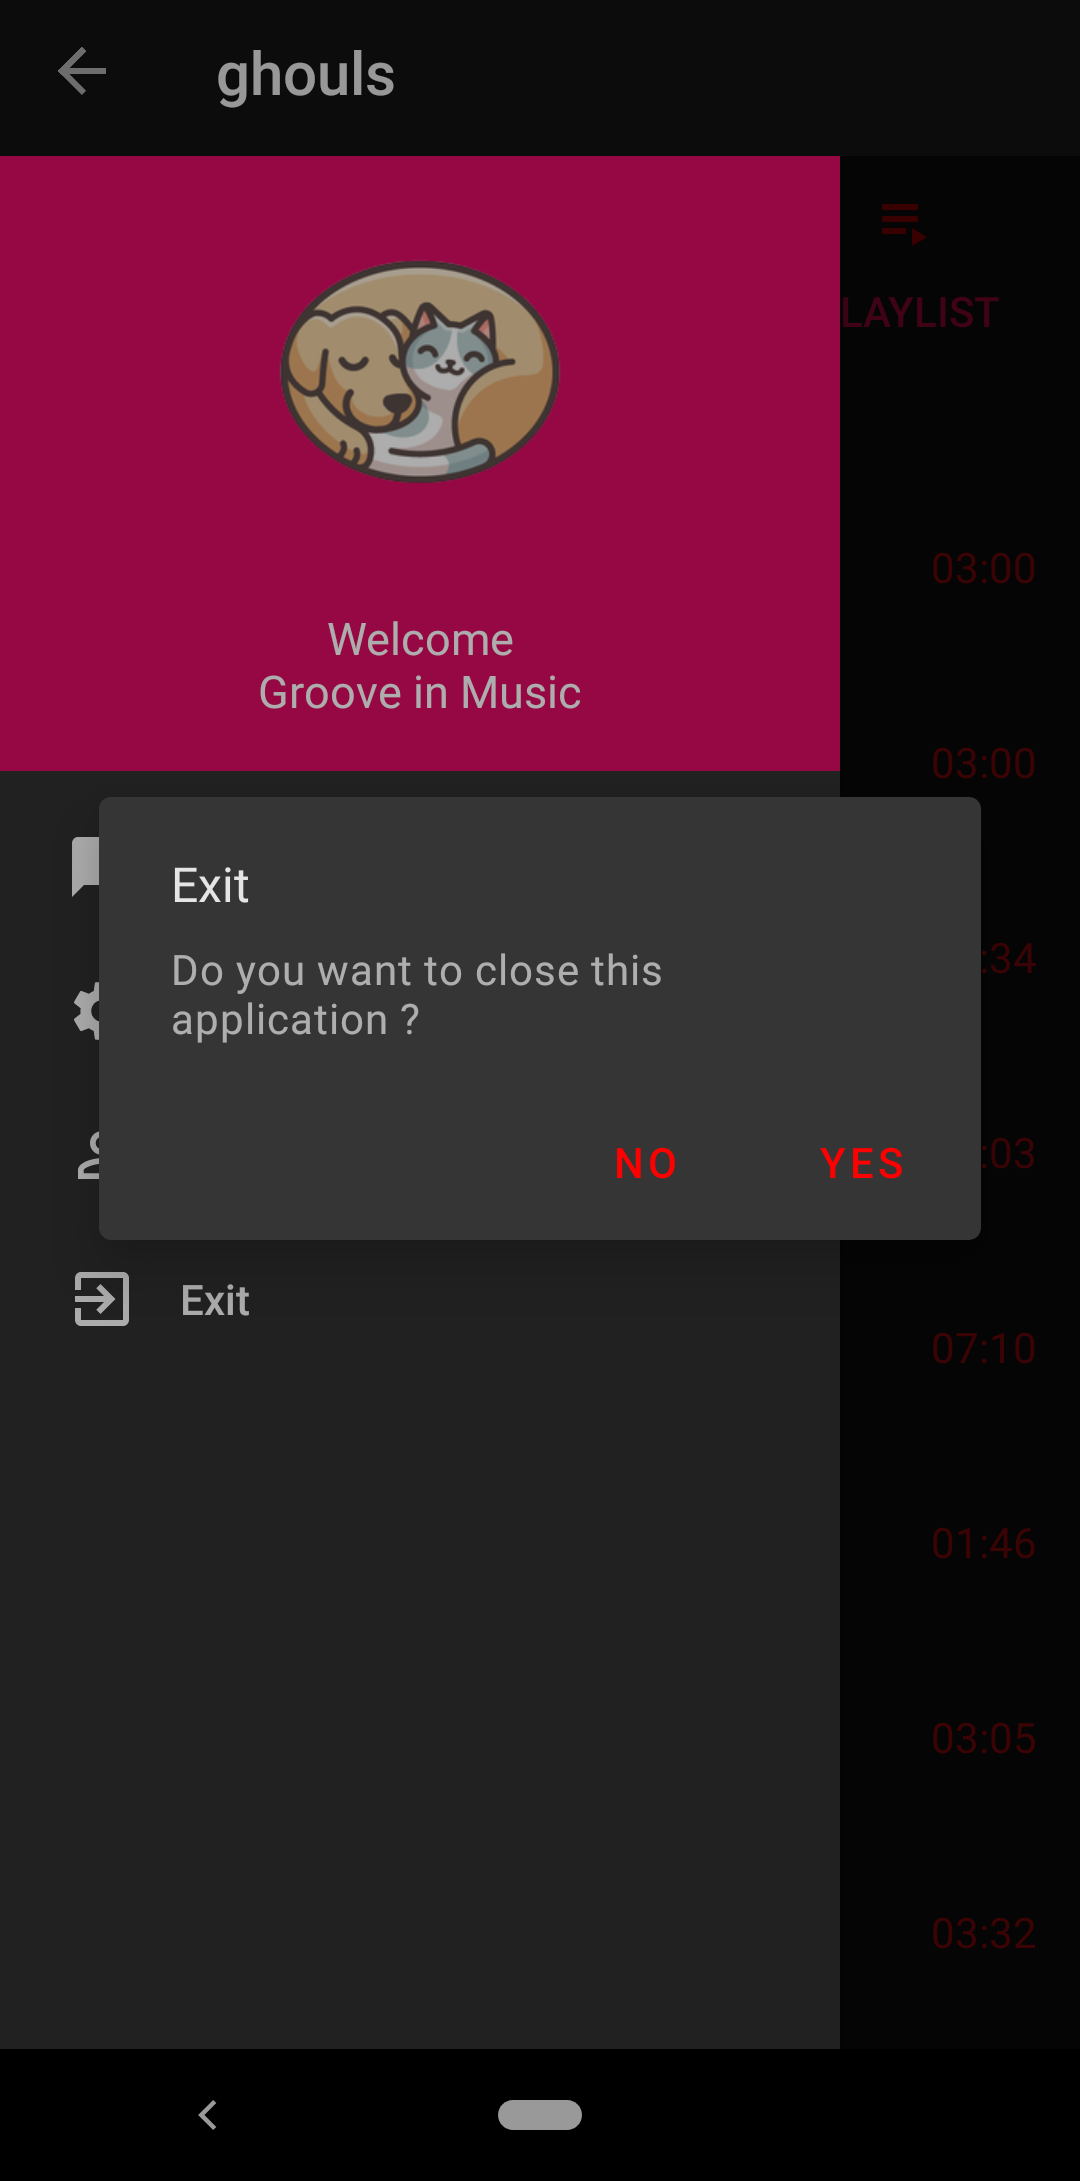 ghouls
LAYLIST
Welcome
Groove in Music
03:00
03:00
Exit
Do you want to close this
application ?
:34
NO YES
:03
Exit
07:10
01:46
03:05
03:32